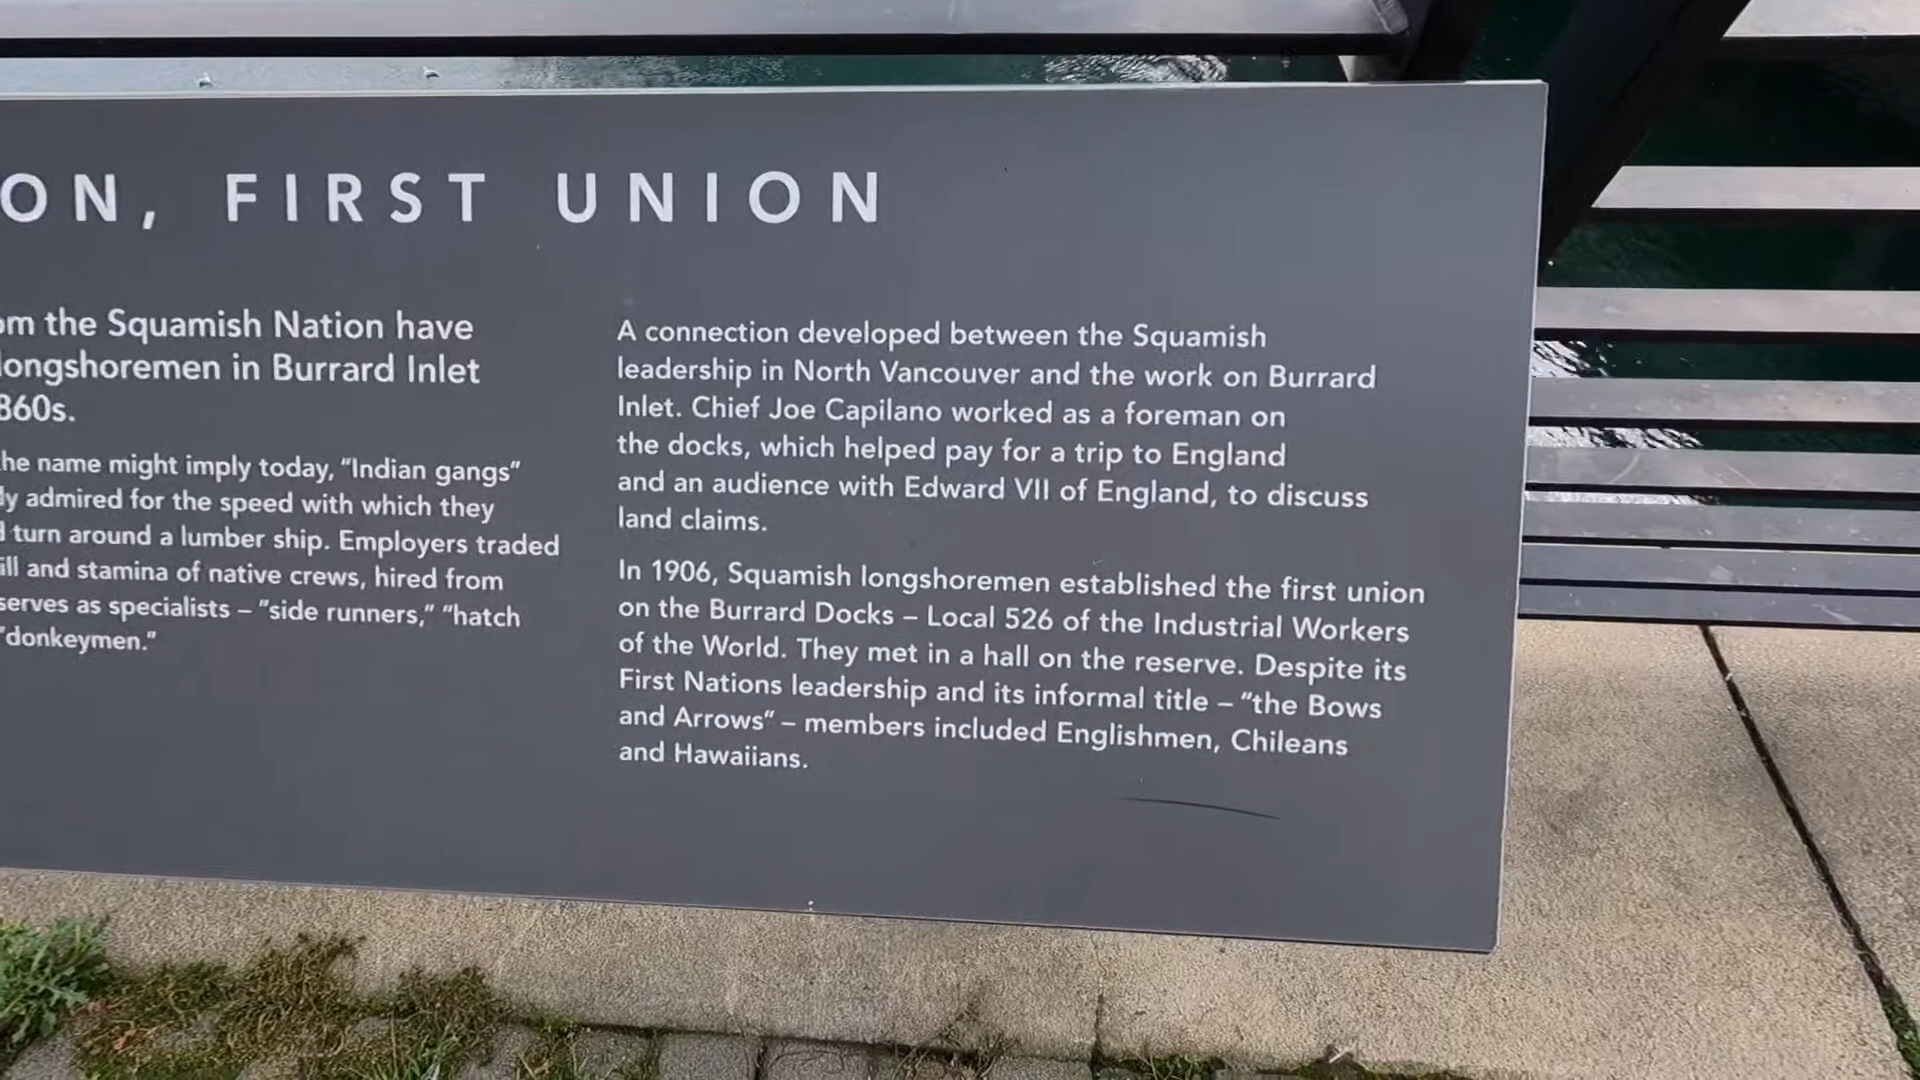 ON, FIRST UNION
the Squamish Nation have
longshoremen in Burrard Inlet
860s.
he name might imply today, “Indian gangs”
ly admired for the speed with which they
turn around a lumber ship. Employers traded
ill and stamina of native crews, hired from
serves as specialists – “side runners,” “hatch
“donkeymen.”
A connection developed between the Squamish
leadership in North Vancouver and the work on Burrard
Inlet. Chief Joe Capilano worked as a foreman on
the docks, which helped pay for a trip to England
and an audience with Edward VII of England, to discuss
land claims.
In 1906, Squamish longshoremen established the first union
on the Burrard Docks – Local 526 of the Industrial Workers
of the World. They met in a hall on the reserve. Despite its
First Nations leadership and its informal title – “the Bows
and Arrows” – members included Englishmen, Chileans
and Hawaiians.